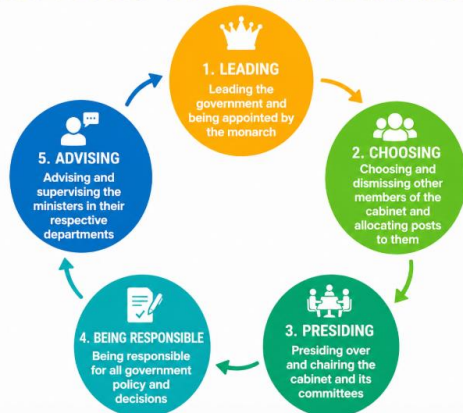 1. LEADING
Leading the
government and
being appointed by
the monarch
2. CHOOSING
Choosing and
dismissing other
members of the
cabinet and
allocating posts
to them
3. PRESIDING
Presiding over
and chairing the
cabinet and its
committees
4. BEING RESPONSIBLE
Being responsible
for all government
policy and
decisions
5. ADVISING
Advising and
supervising the
ministers in their
respective
departments